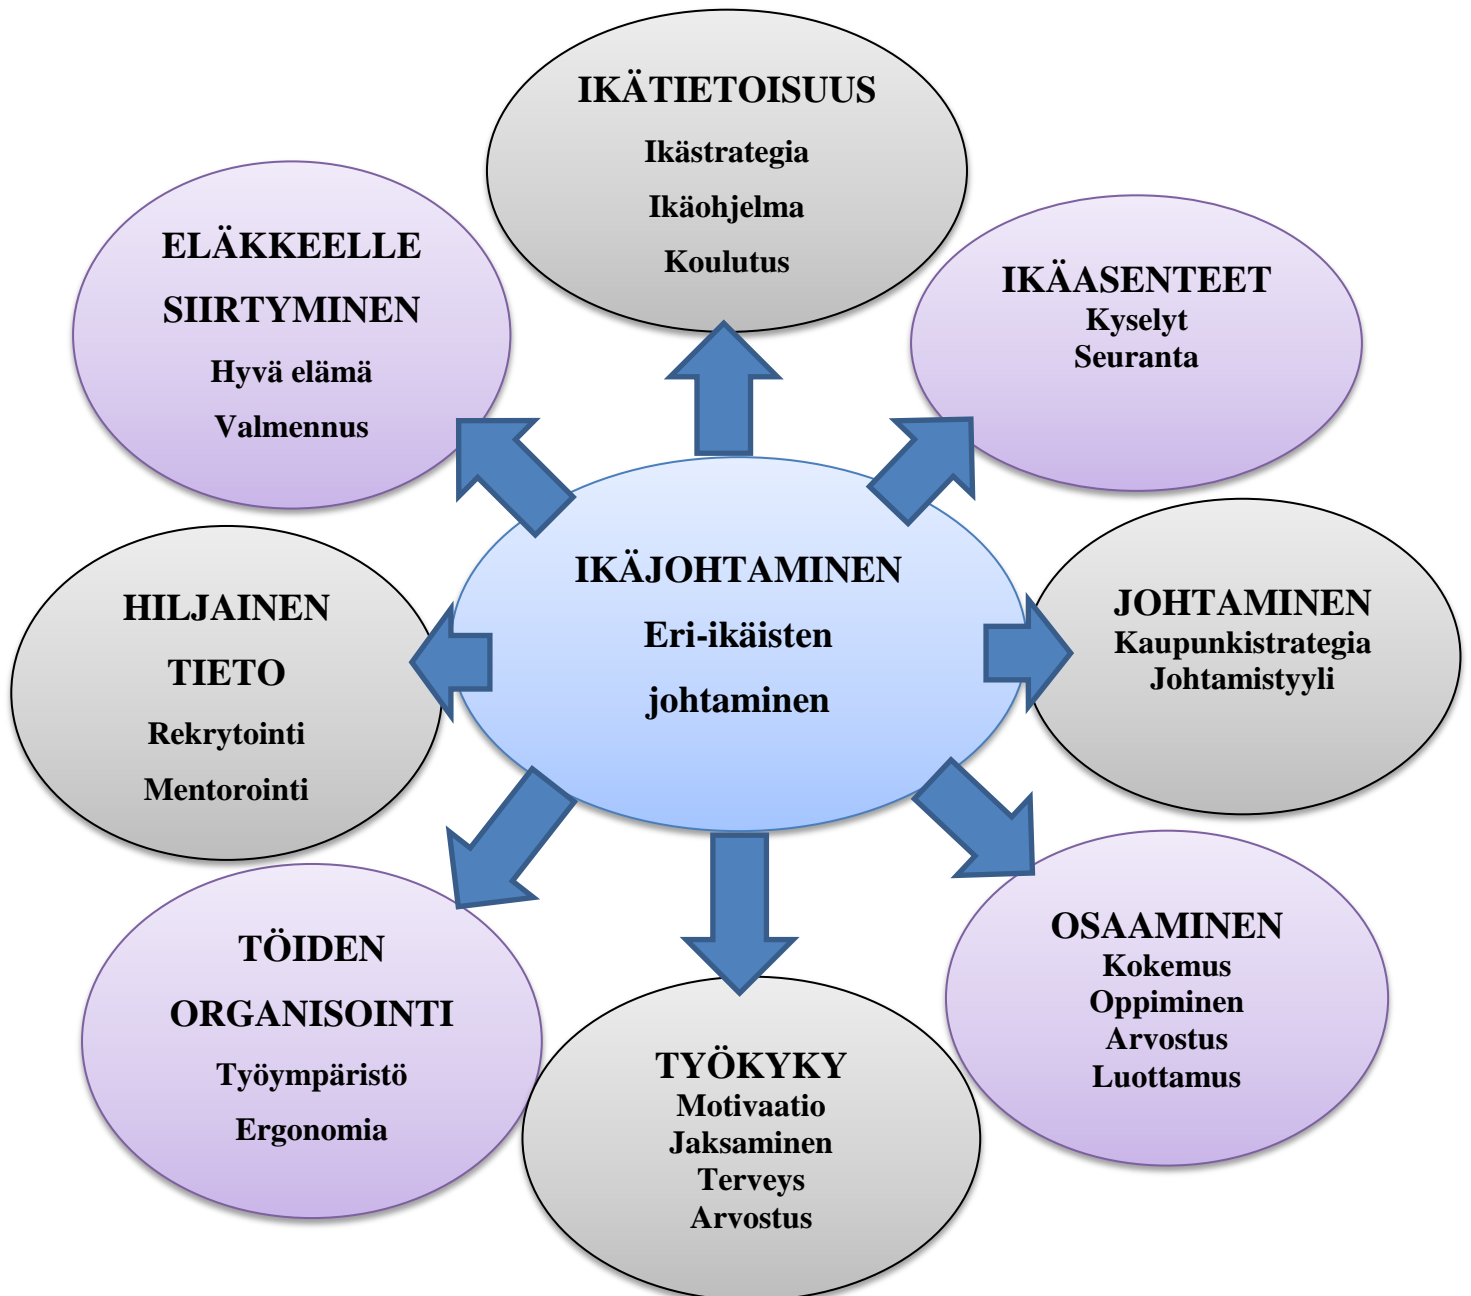 IKÄTIETOISUUS
Ikästrategia
Ikäohjelma
Koulutus
IKÄASENTEET
Kyselyt
Seuranta
JOHTAMINEN
Kaupunkistrategia
Johtamistyyli
OSAAMINEN
Kokemus
Oppiminen
Arvostus
Luottamus
TYÖKYKY
Motivaatio
Jaksaminen
Terveys
Arvostus
TÖIDEN
ORGANISOINTI
Työympäristö
Ergonomia
HILJAINEN
TIETO
Rekrytointi
Mentorointi
ELÄKKEELLE
SIIRTYMINEN
Hyvä elämä
Valmennus
IKÄJOHTAMINEN
Eri-ikäisten
johtaminen